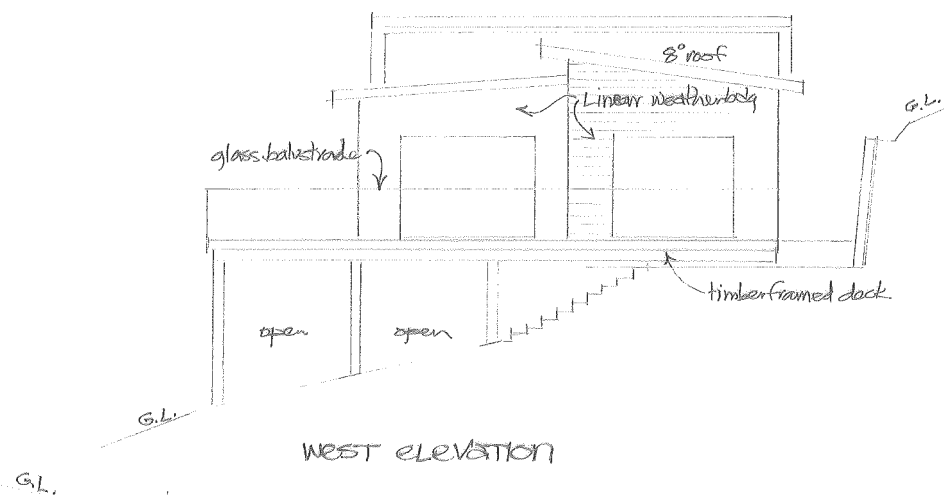 8° roof
Linear Weatherbdg
G.L.
glass balustrade
timber framed deck
open
open
G.L.
WEST ELEVATION
G.L.